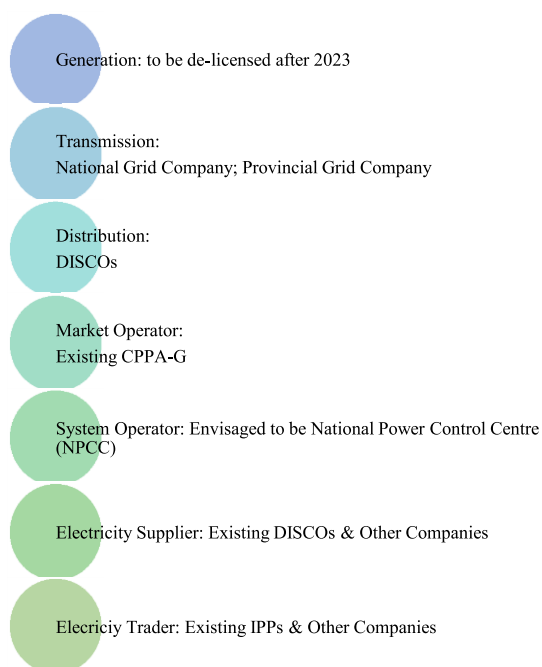 Generation: to be de-licensed after 2023
Transmission:
National Grid Company; Provincial Grid Company
Distribution:
DISCOs
Market Operator:
Existing CPPA-G
System Operator: Envisaged to be National Power Control Centre
(NPCC)
Electricity Supplier: Existing DISCOs & Other Companies
Elecriciy Trader: Existing IPPs & Other Companies